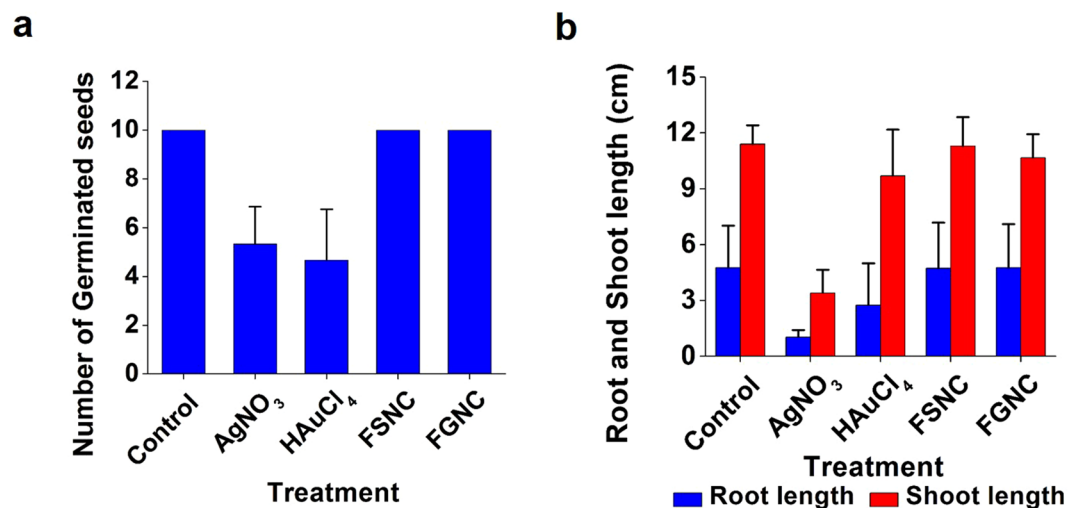 a
Number of Germinated seeds
12
10
8
6
4
2
0
Control
AgNO₃
HAuCl₄
FSNC
FGNC
Treatment
b
Root and Shoot length (cm)
15
12
9
6
3
0
Control
AgNO₃
HAuCl₄
FSNC
FGNC
Treatment
Root length Shoot length